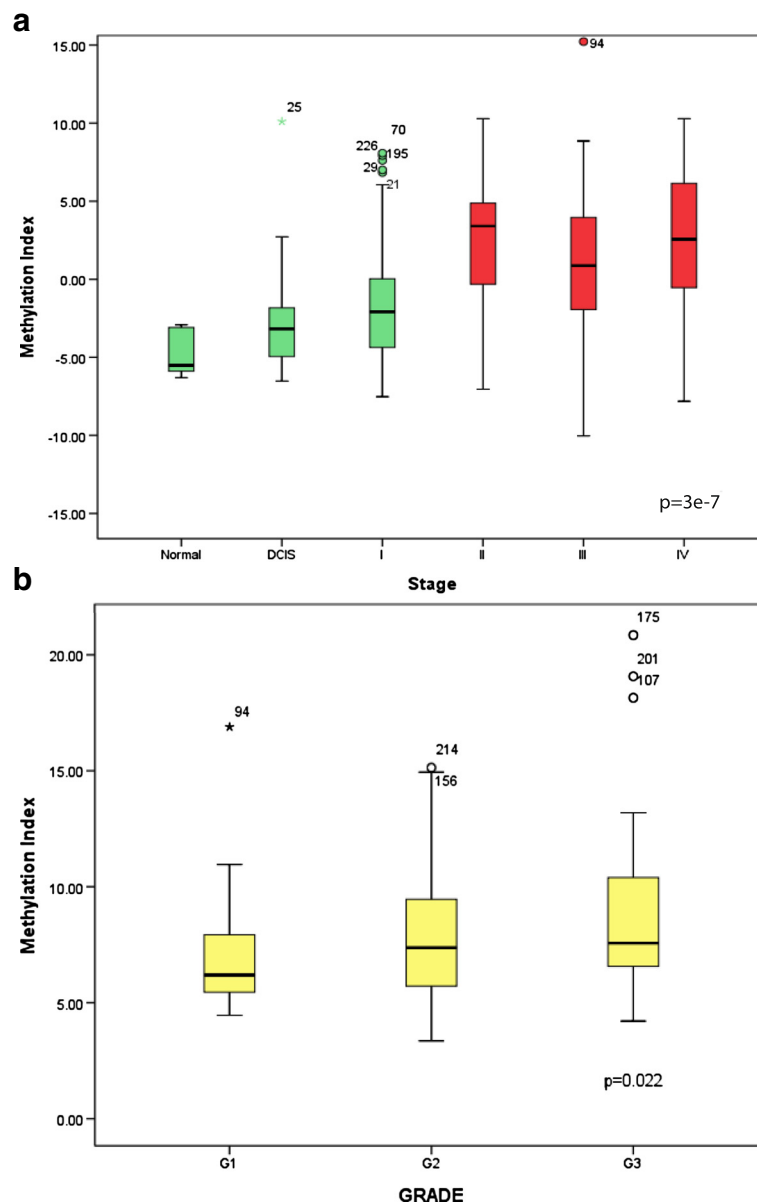 a
15.00
10.00
5.00
0.00
-5.00
-10.00
-15.00
Methylation Index
25
70
226 195
29 21
94
p=3e-7
Normal DCIS I II III IV
Stage
b
20.00
15.00
10.00
5.00
0.00
Methylation Index
94
214
156
175
201
107
p=0.022
G1 G2 G3
GRADE